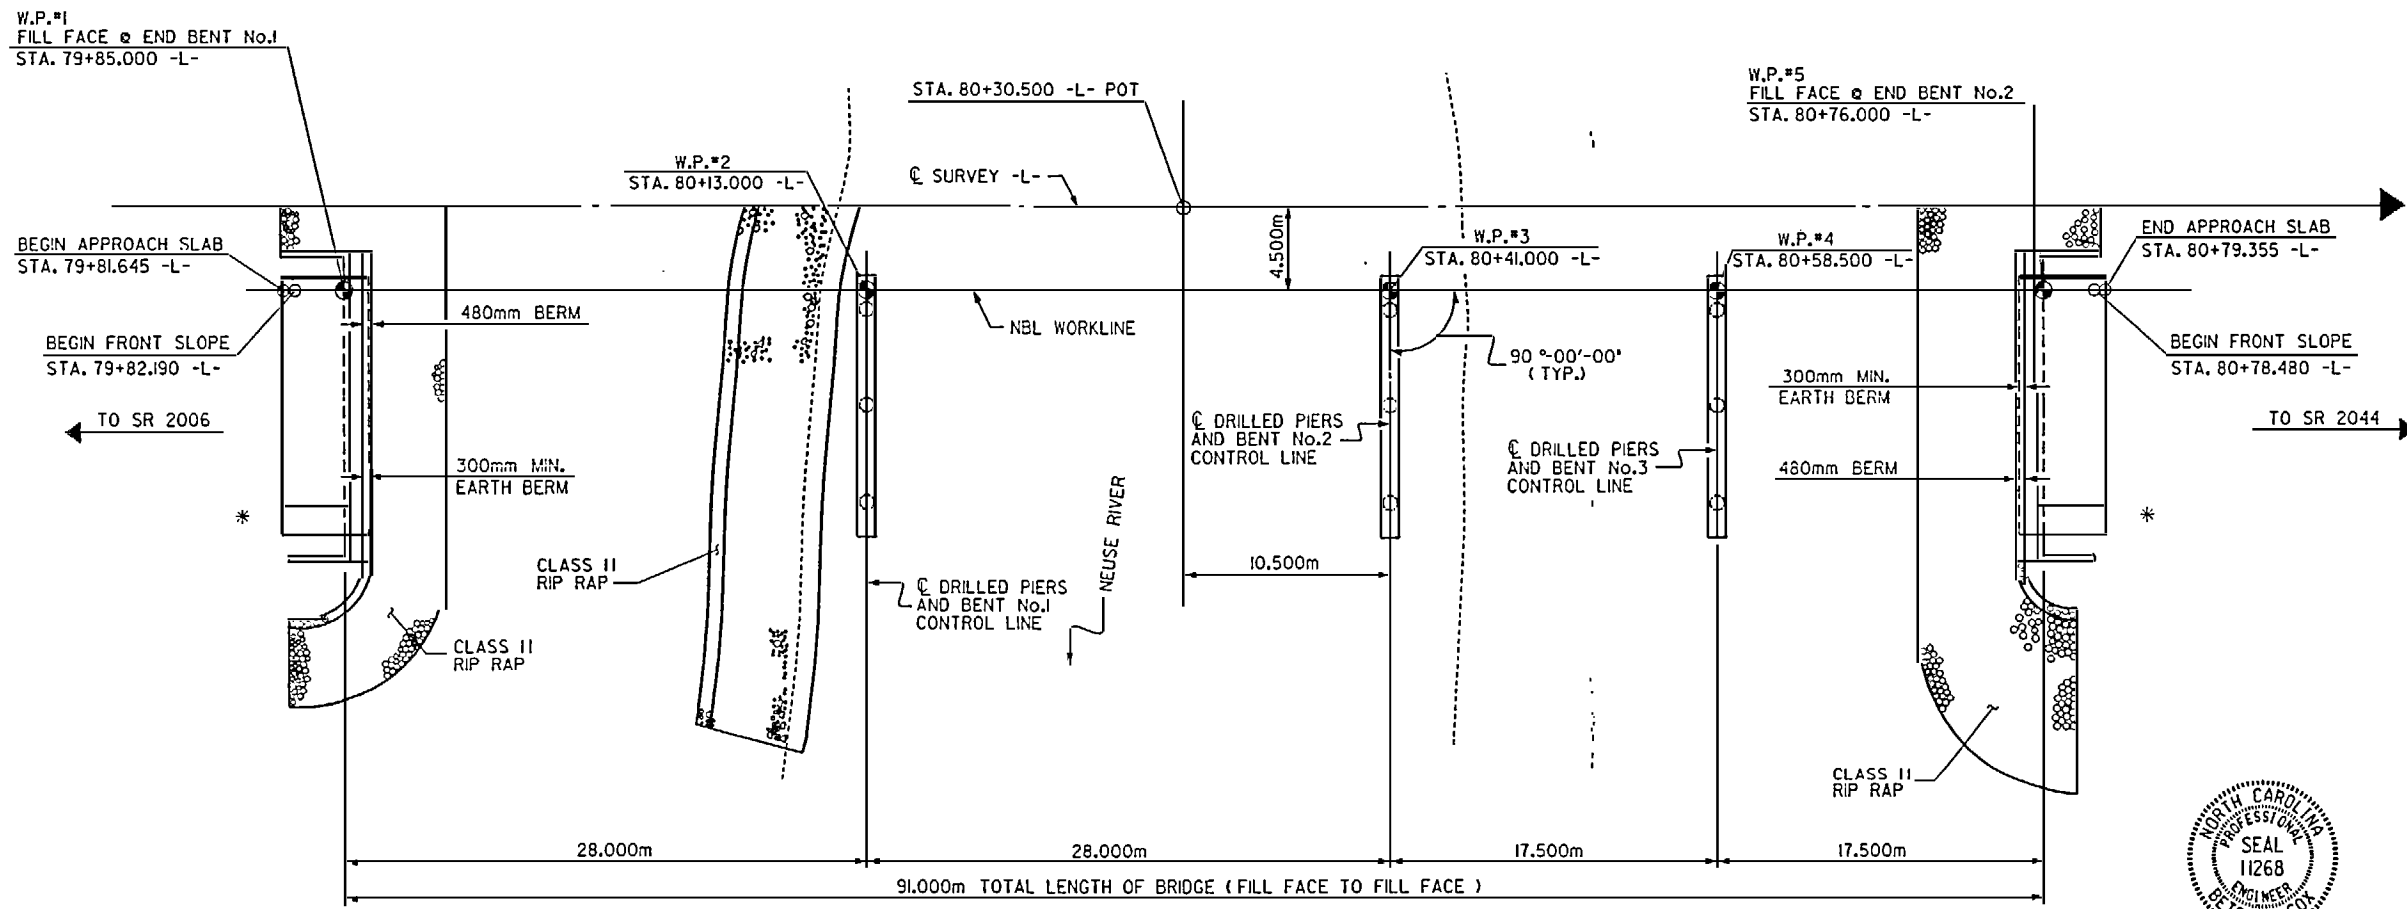 W.P.#1
FILL FACE @ END BENT No.1
STA. 79+85.000 -L-
STA. 80+30.500 -L- POT
W.P.#5
FILL FACE @ END BENT No.2
STA. 80+76.000 -L-
W.P.#2
STA. 80+13.000 -L-
℄ SURVEY -L-
BEGIN APPROACH SLAB
STA. 79+81.645 -L-
4.500m
W.P.#3
STA. 80+41.000 -L-
W.P.#4
STA. 80+58.500 -L-
END APPROACH SLAB
STA. 80+79.355 -L-
480mm BERM
NBL WORKLINE
BEGIN FRONT SLOPE
STA. 79+82.190 -L-
90°-00'-00"
(TYP.)
BEGIN FRONT SLOPE
STA. 80+78.480 -L-
300mm MIN.
EARTH BERM
TO SR 2006
℄ DRILLED PIERS
AND BENT No.2
CONTROL LINE
TO SR 2044
℄ DRILLED PIERS
AND BENT No.3
CONTROL LINE
300mm MIN.
EARTH BERM
480mm BERM
*
*
NEUSE RIVER
CLASS II
RIP RAP
10.500m
℄ DRILLED PIERS
AND BENT No.1
CONTROL LINE
CLASS II
RIP RAP
CLASS II
RIP RAP
28.000m
28.000m
17.500m
17.500m
91.000m TOTAL LENGTH OF BRIDGE ( FILL FACE TO FILL FACE )
NORTH CAROLINA
PROFESSIONAL
SEAL
11268
ENGINEER